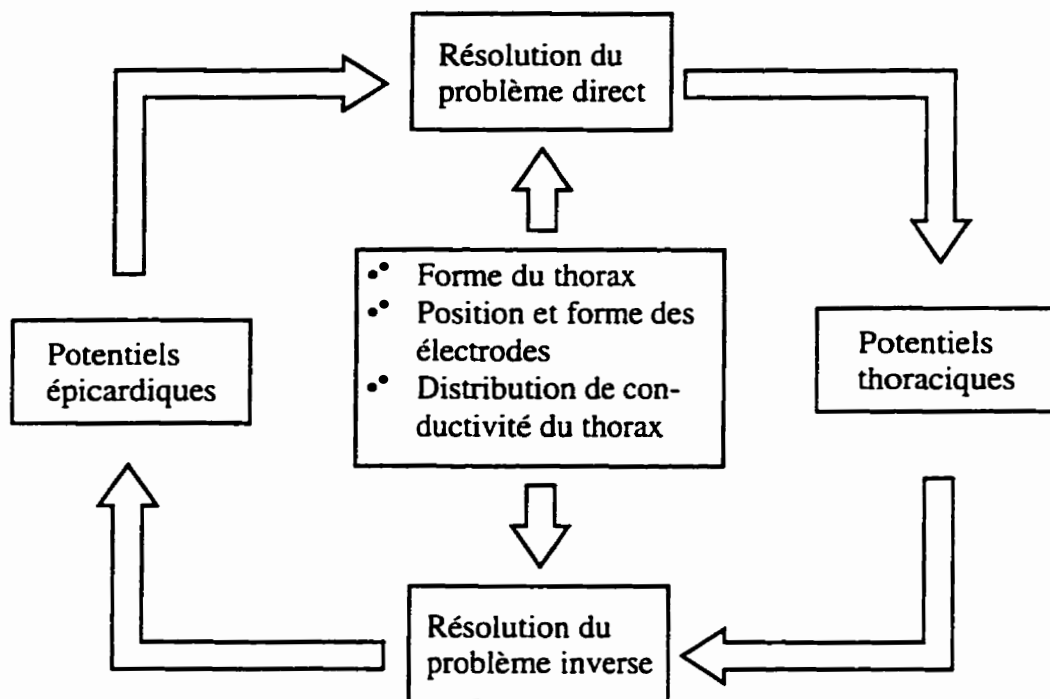 Résolution du
problème direct
•• Forme du thorax
•• Position et forme des
électrodes
•• Distribution de con-
ductivité du thorax
Potentiels
épicardiques
Potentiels
thoraciques
Résolution du
problème inverse